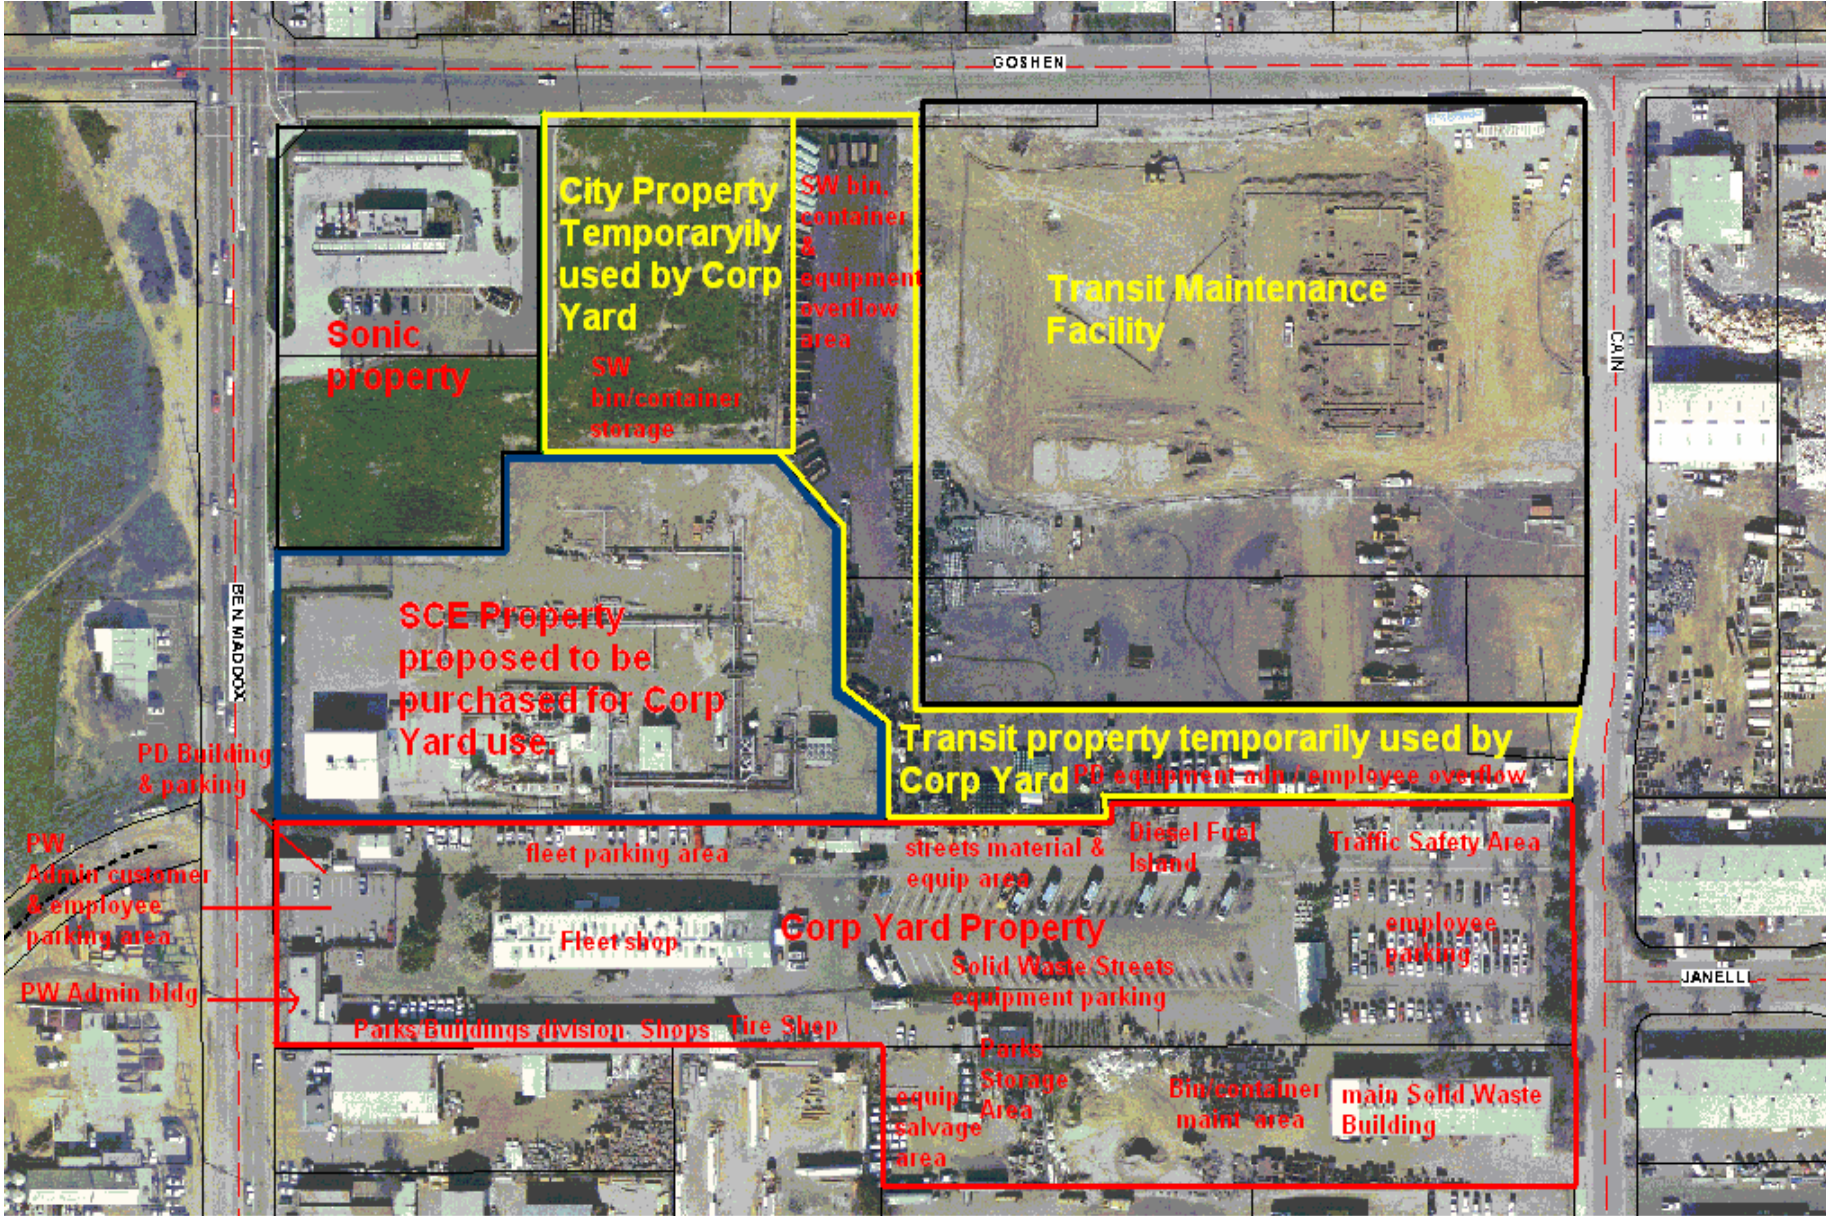 GOSHEN
City Property
Temporaryily
used by Corp
Yard
SW bin,
container
&
equipment
overflow
area
Transit Maintenance
Facility
Sonic
property
SW
bin/container
storage
CAIN
BEN MADDOX
SCE Property
proposed to be
purchased for Corp
Yard use.
Transit property temporarily used by
Corp Yard
PD equipment adn / employee overflow
PD Building
& parking
PW
Admin customer
& employee
parking area
PW Admin bldg
fleet parking area
streets material &
equip area
Diesel Fuel
Island
Traffic Safety Area
Corp Yard Property
employee
parking
Fleet shop
Solid Waste/Streets
equipment parking
JANELLI
Parks/Buildings division. Shops
Tire Shop
Parks
Storage
Area
equip
salvage
area
Bin/container
maint area
main Solid Waste
Building